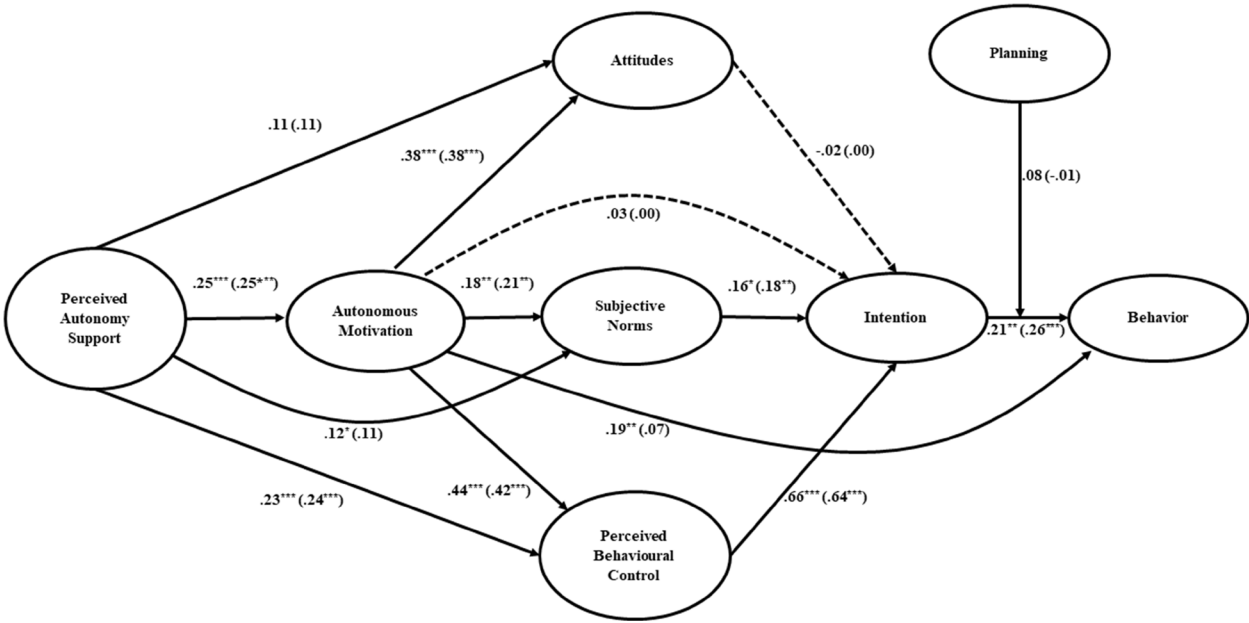 Attitudes
Planning
.11 (.11)
.38*** (.38***)
-.02 (.00)
.08 (-.01)
.03 (.00)
Perceived
Autonomy
Support
.25*** (.25***)
Autonomous
Motivation
.18** (.21**)
Subjective
Norms
.16* (.18**)
Intention
.21** (.26***)
Behavior
.12* (.11)
.19** (.07)
.23*** (.24***)
.44*** (.42***)
.66*** (.64***)
Perceived
Behavioural
Control